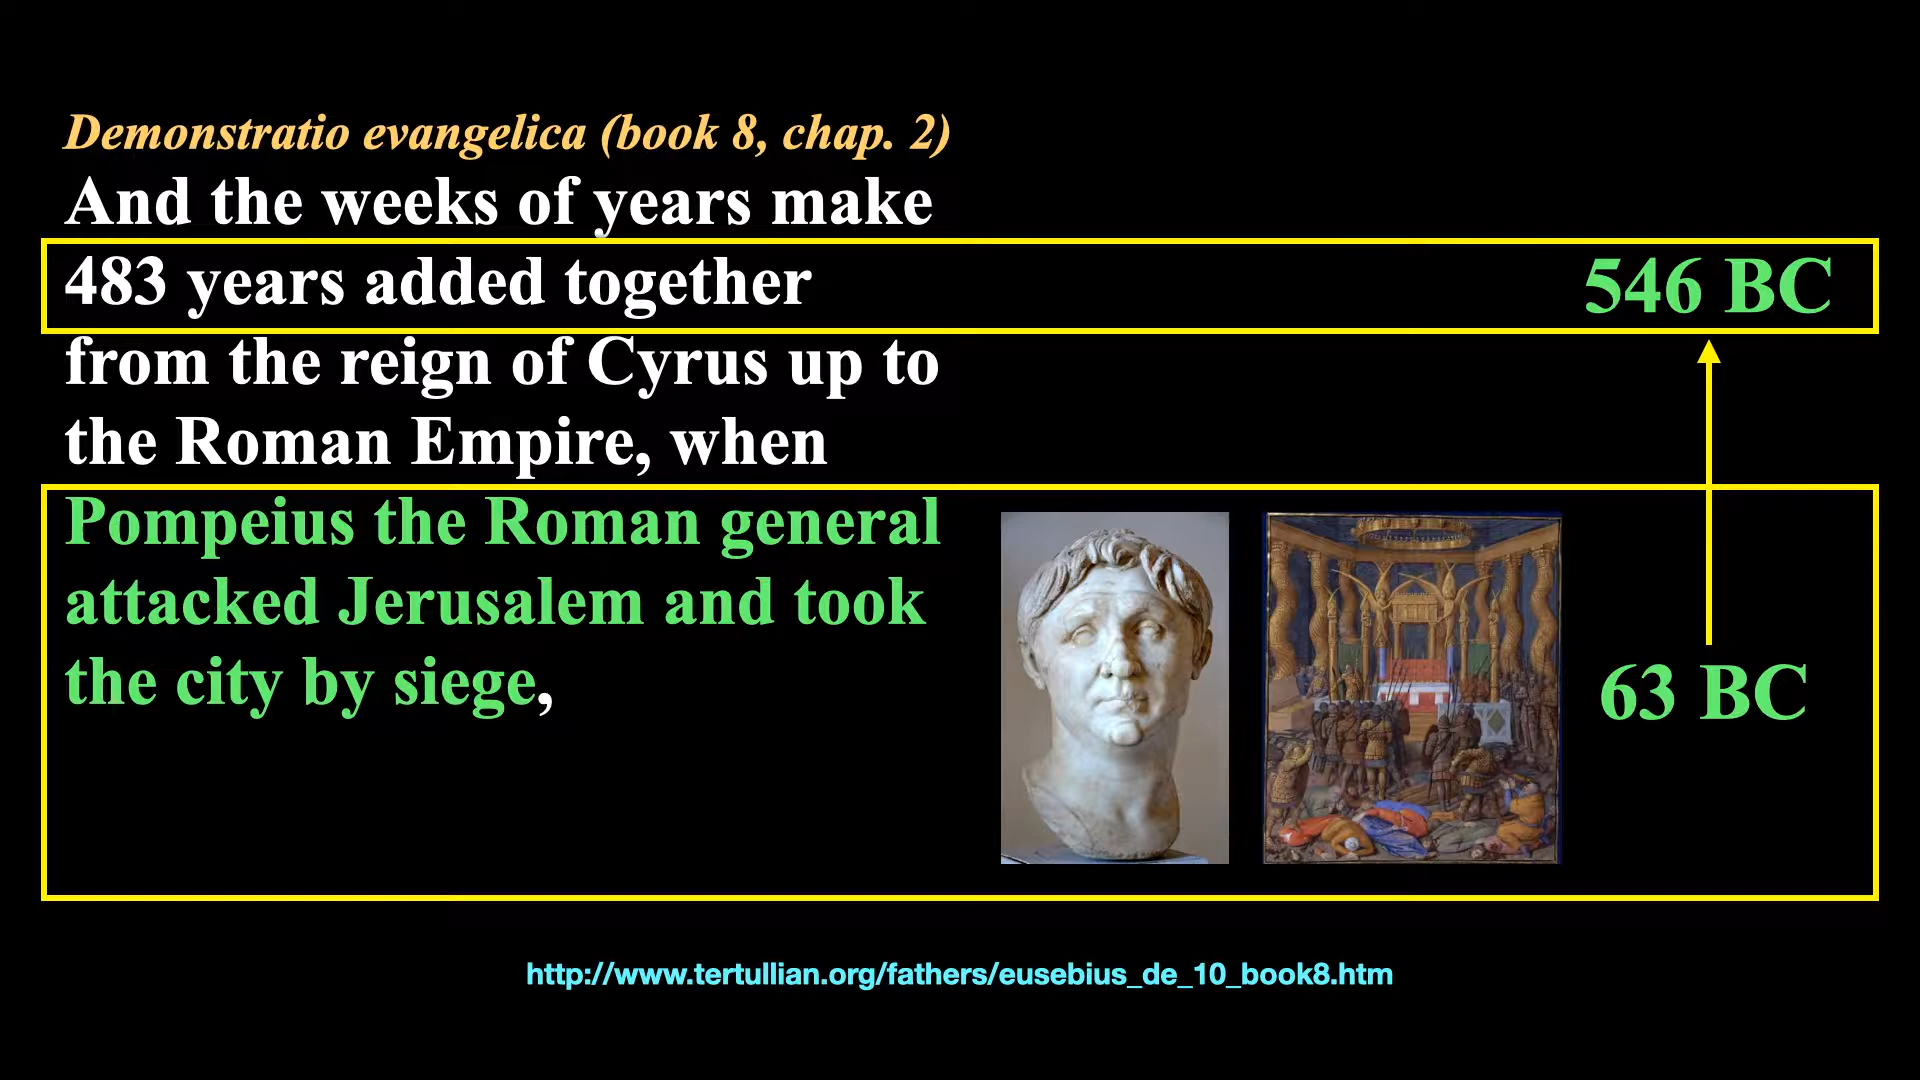 Demonstratio evangelica (book 8, chap. 2)
And the weeks of years make
483 years added together
546 BC
from the reign of Cyrus up to
the Roman Empire, when
Pompeius the Roman general
attacked Jerusalem and took
the city by siege,
63 BC
http://www.tertullian.org/fathers/eusebius_de_10_book8.htm